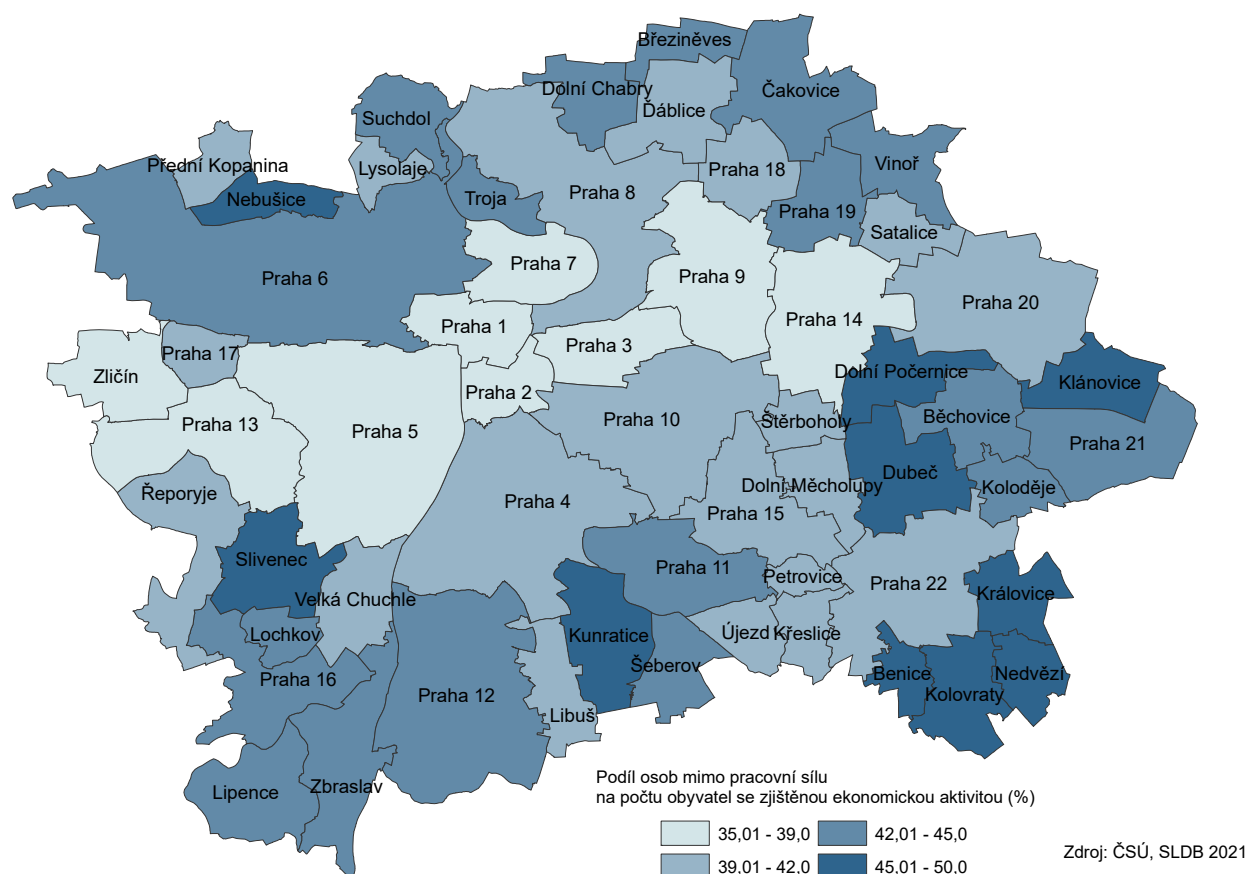 Březiněves
Dolní Chabry
Čakovice
Ďáblice
Suchdol
Přední Kopanina
Lysolaje
Praha 18
Vinoř
Nebušice
Troja
Praha 8
Praha 19
Satalice
Praha 6
Praha 7
Praha 9
Praha 20
Praha 1
Praha 14
Praha 17
Praha 3
Zličín
Dolní Počernice
Klánovice
Praha 2
Praha 13
Praha 5
Praha 10
Štěrboholy
Běchovice
Praha 21
Řeporyje
Praha 4
Dolní Měcholupy
Dubeč
Koloděje
Praha 15
Slivenec
Praha 11
Petrovice
Praha 22
Královice
Velká Chuchle
Lochkov
Kunratice
Újezd
Křeslice
Šeberov
Praha 16
Praha 12
Benice
Kolovraty
Nedvězí
Libuš
Lipence
Zbraslav
Podíl osob mimo pracovní sílu
na počtu obyvatel se zjištěnou ekonomickou aktivitou (%)
35,01 - 39,0
42,01 - 45,0
39,01 - 42,0
45,01 - 50,0
Zdroj: ČSÚ, SLDB 2021